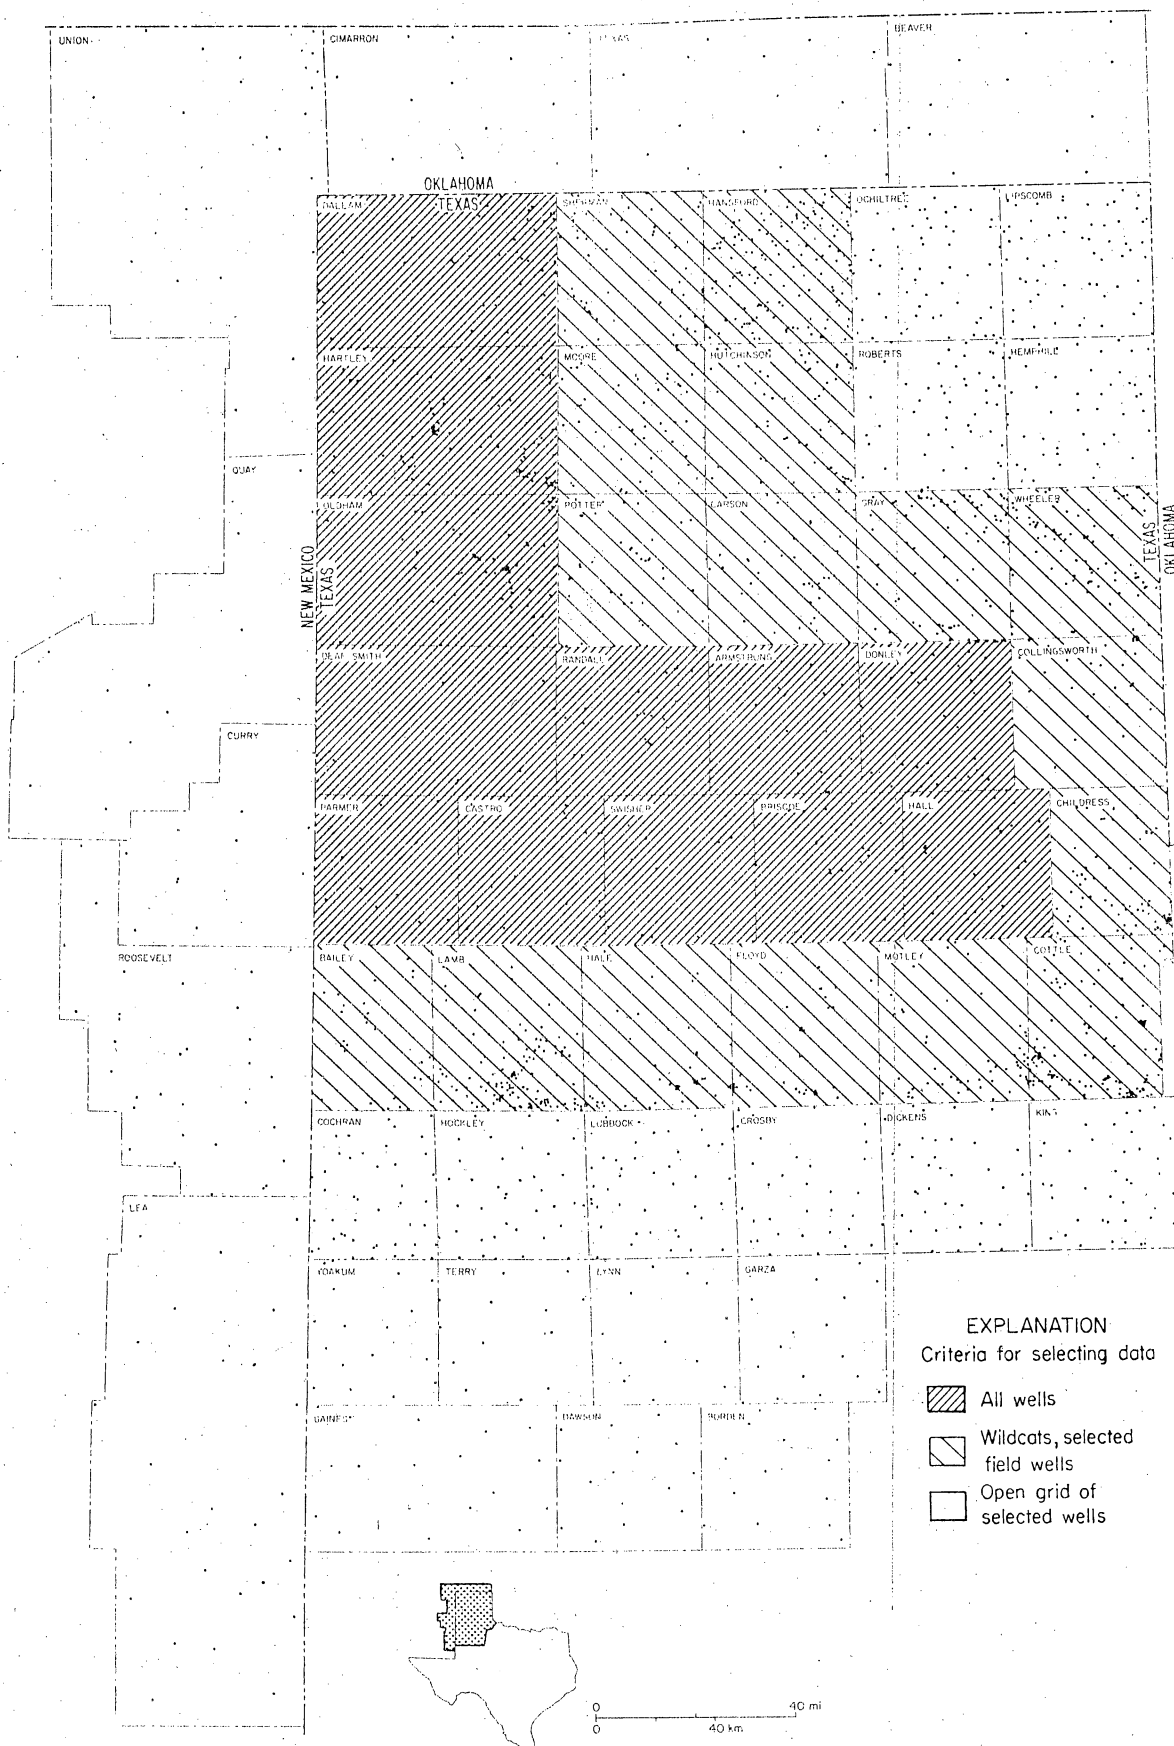 UNION
CIMARRON
TEXAS
BEAVER
OKLAHOMA
TEXAS
DALLAM
SHERMAN
HANSFORD
OCHILTREE
LIPSCOMB
HARTLEY
MOORE
HUTCHINSON
ROBERTS
HEMPHILL
QUAY
OLDHAM
POTTER
CARSON
GRAY
WHEELER
NEW MEXICO
TEXAS
TEXAS
OKLAHOMA
DEAF SMITH
RANDALL
ARMSTRONG
DONLEY
COLLINGSWORTH
CURRY
PARMER
CASTRO
SWISHER
BRISCOE
HALL
CHILDRESS
ROOSEVELT
BAILEY
LAMB
HALE
FLOYD
MOTLEY
COTTLE
COCHRAN
HOCKLEY
LUBBOCK
CROSBY
DICKENS
KING
LEA
YOAKUM
TERRY
LYNN
GARZA
GAINES
DAWSON
BORDEN
EXPLANATION
Criteria for selecting data
All wells
Wildcats, selected
field wells
Open grid of
selected wells
0 40 mi
0 40 km